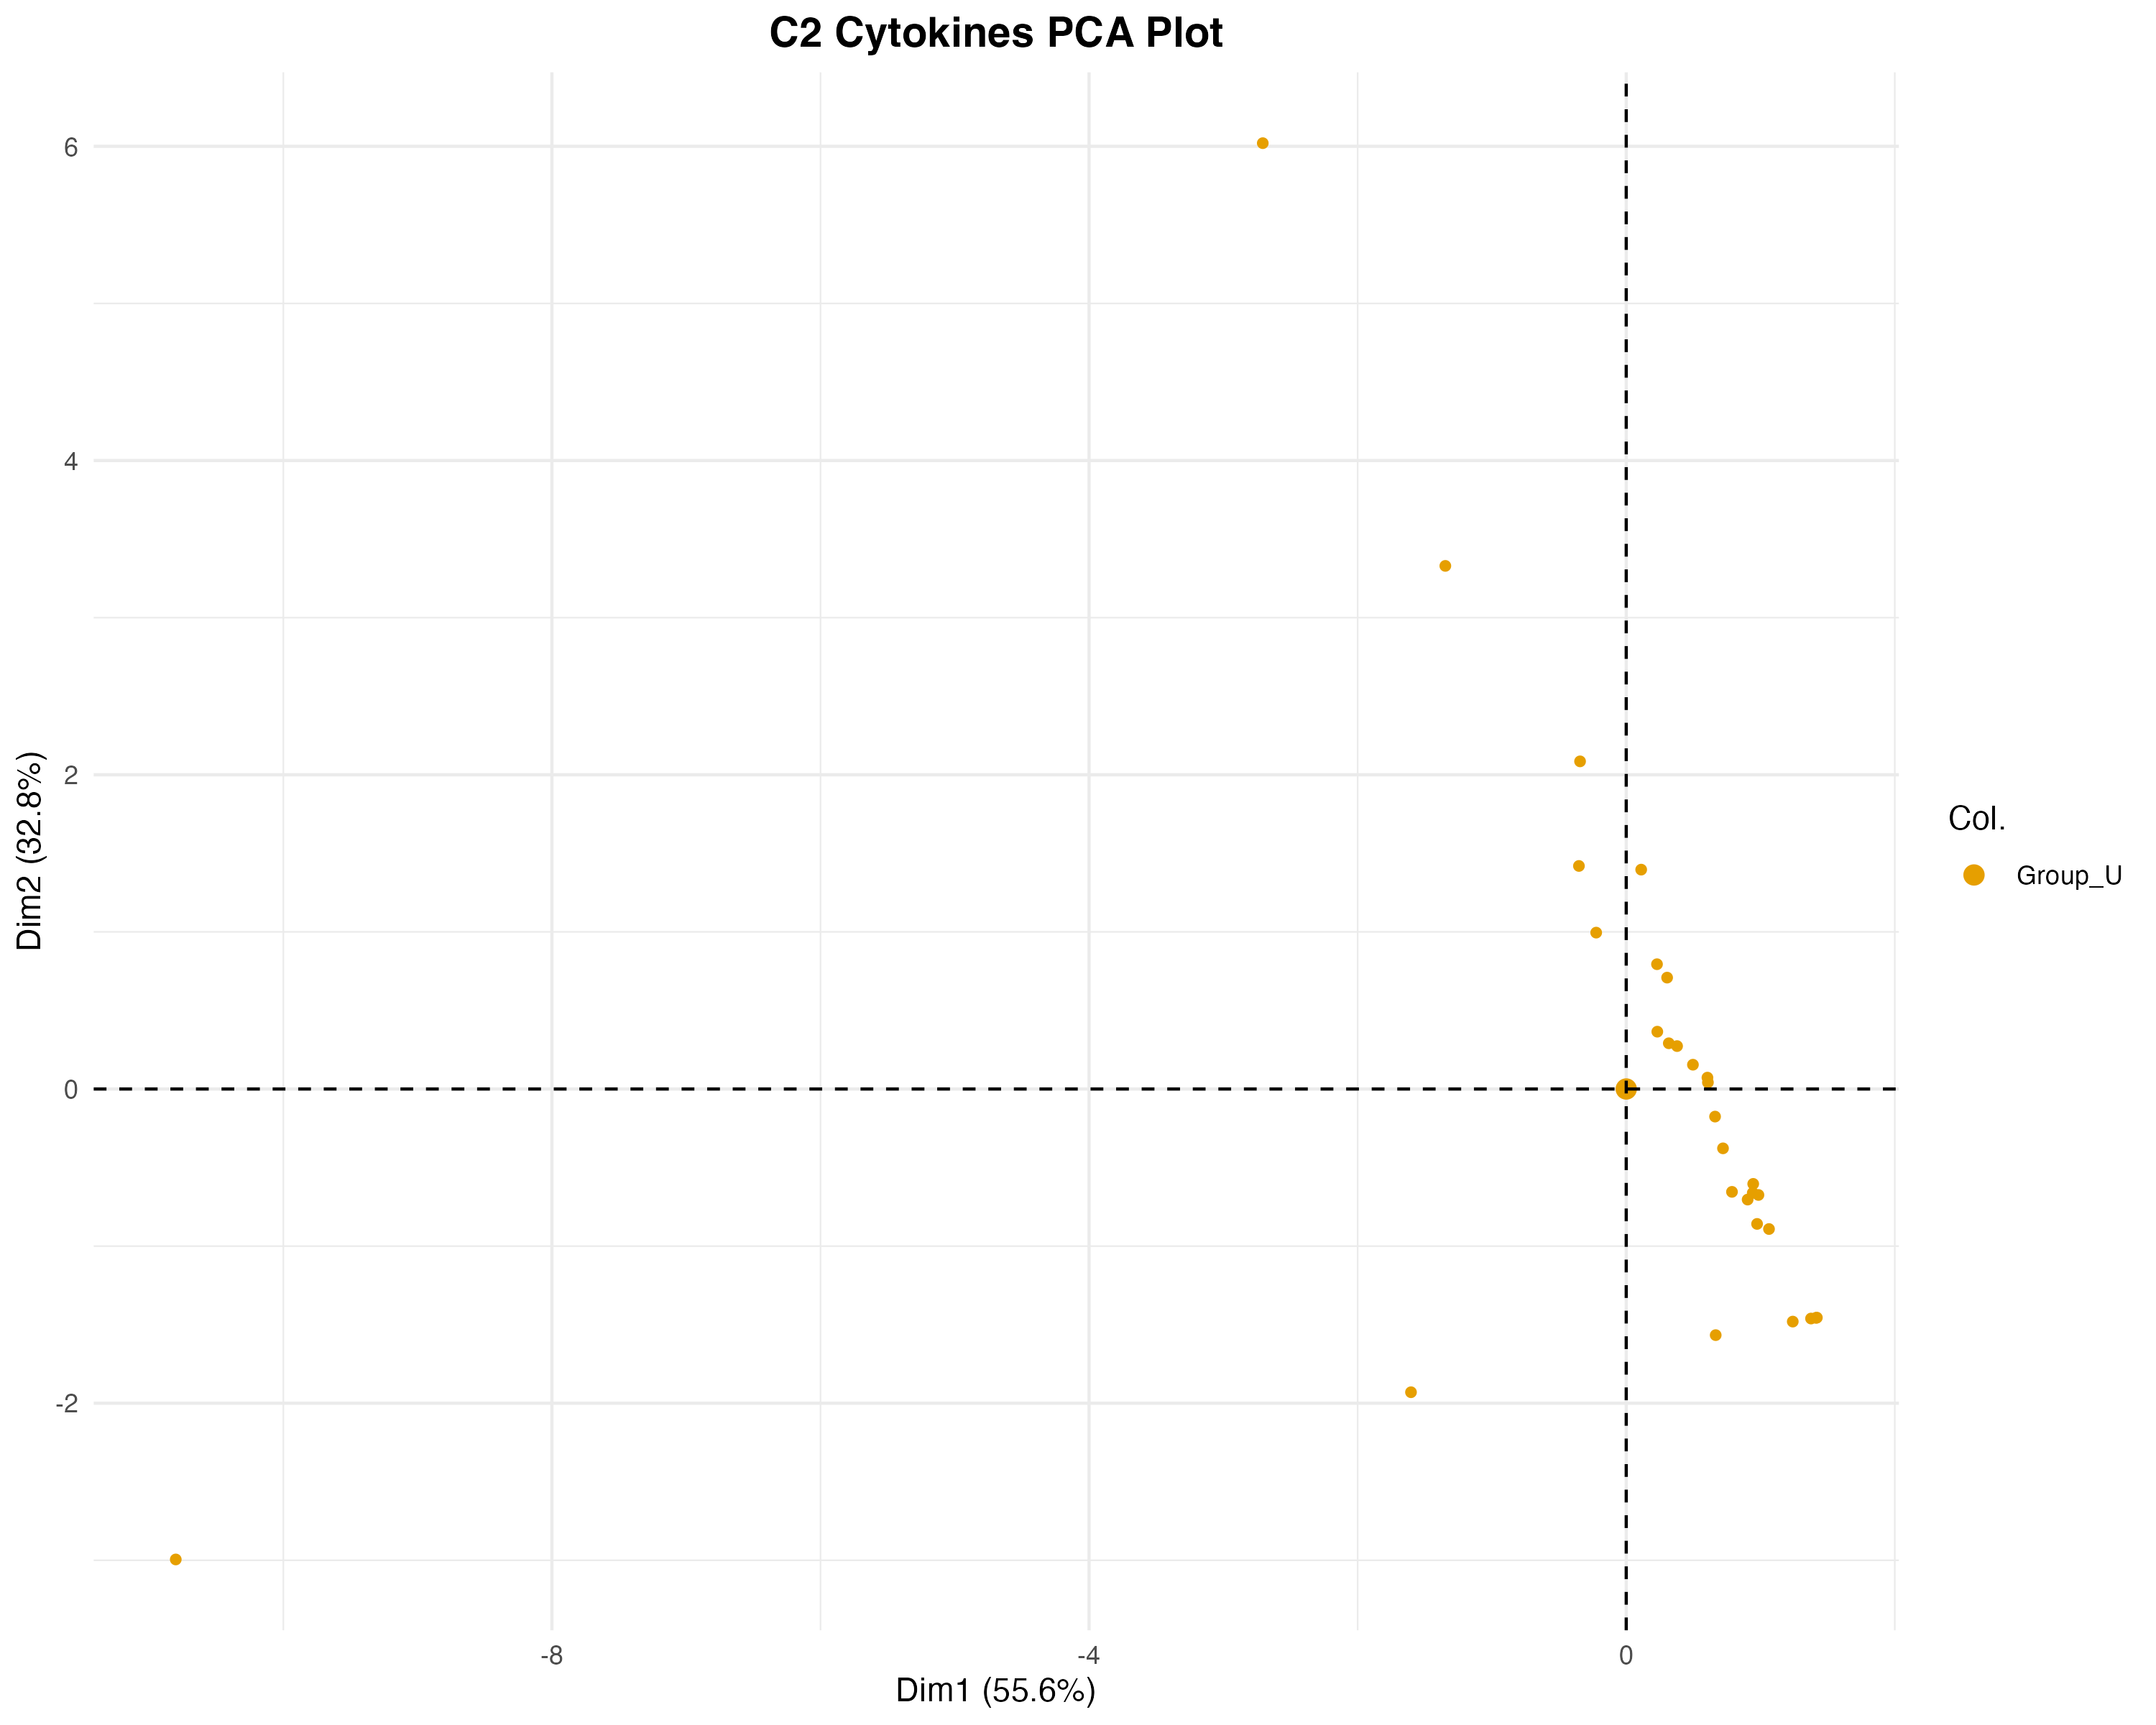 C2 Cytokines PCA Plot
6
4
2
0
-2
Dim2 (32.8%)
-8
-4
0
Dim1 (55.6%)
Col.
Group_U